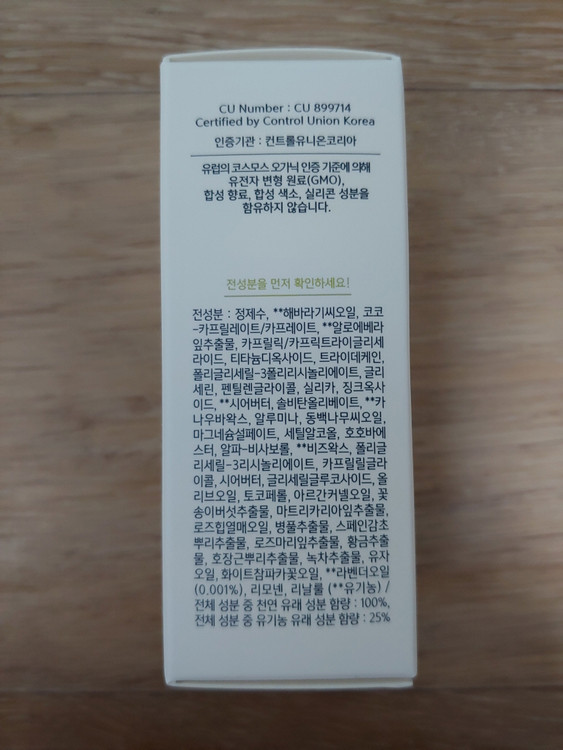 CU Number : CU 899714
Certified by Control Union Korea
인증기관 : 컨트롤유니온코리아
유럽의 코스모스 오가닉 인증 기준에 의해
유전자 변형 원료(GMO),
합성 향료, 합성 색소, 실리콘 성분을
함유하지 않습니다.
전성분을 먼저 확인하세요!
전성분 : 정제수, **해바라기씨오일, 코코
-카프릴레이트/카프레이트, **알로에베라
잎추출물, 카프릴릭/카프릭트라이글리세
라이드, 티타늄디옥사이드, 트라이데케인,
폴리글리세릴-3폴리리시놀리에이트, 글리
세린, 펜틸렌글라이콜, 실리카, 징크옥사
이드, **시어버터, 솔비탄올리베이트, **카
나우바왁스, 알루미나, 동백나무씨오일,
마그네슘설페이트, 세틸알코올, 호호바에
스터, 알파-비사보롤, **비즈왁스, 폴리글
리세릴-3리시놀리에이트, 카프릴릴글라
이콜, 시어버터, 글리세릴글루코사이드, 올
리브오일, 토코페롤, 아르간커넬오일, 꽃
송이버섯추출물, 마트리카리아잎추출물,
로즈힙열매오일, 병풀추출물, 스페인감초
뿌리추출물, 로즈마리잎추출물, 황금추출
물, 호장근뿌리추출물, 녹차추출물, 유자
오일, 화이트참파카꽃오일, **라벤더오일
(0.001%), 리모넨, 리날룰 (**유기농) /
전체 성분 중 천연 유래 성분 함량 : 100%,
전체 성분 중 유기농 유래 성분 함량 : 25%